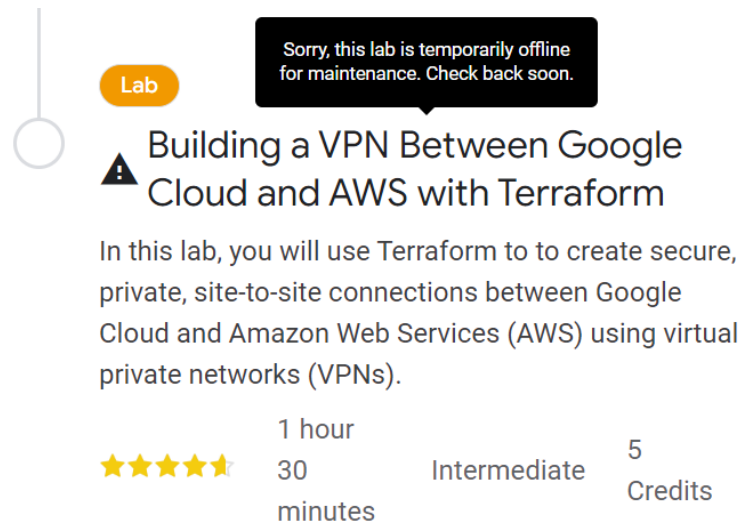 Sorry, this lab is temporarily offline
for maintenance. Check back soon.
Lab
Building a VPN Between Google
Cloud and AWS with Terraform
In this lab, you will use Terraform to to create secure,
private, site-to-site connections between Google
Cloud and Amazon Web Services (AWS) using virtual
private networks (VPNs).
1 hour
30
minutes
Intermediate
5
Credits